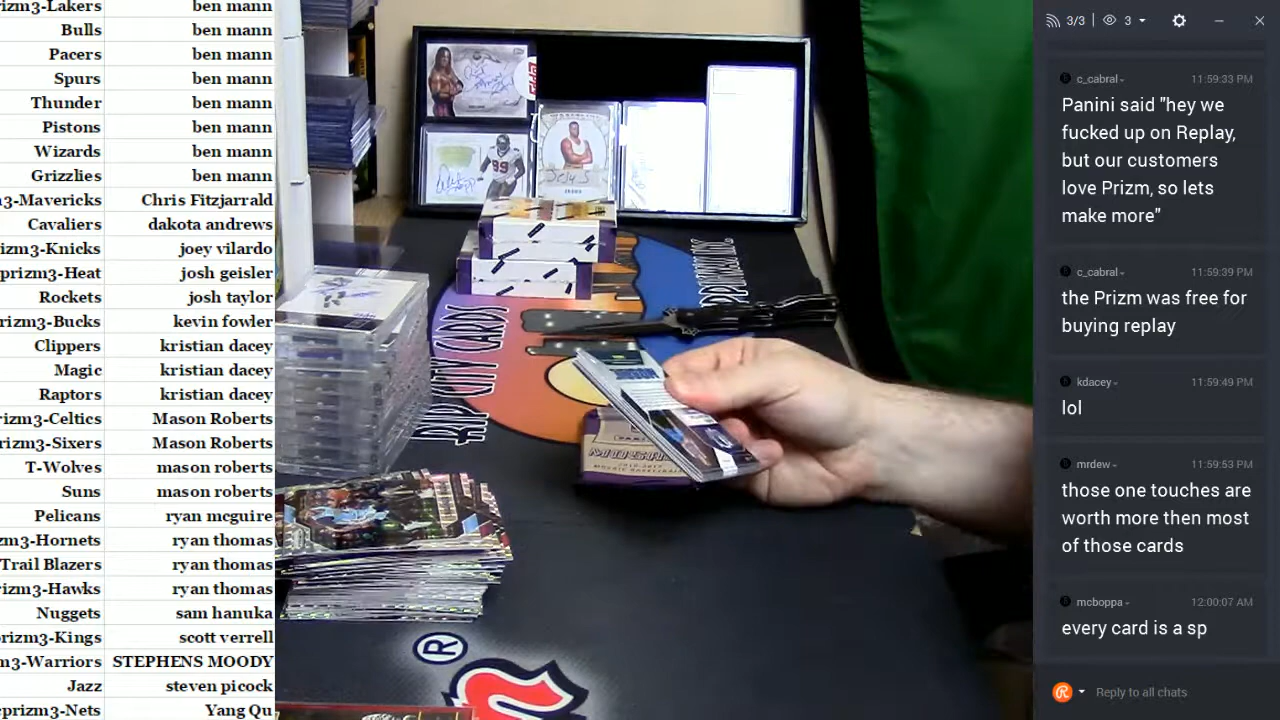 rizm3-Lakers ben mann
Bulls ben mann
Pacers ben mann
Spurs ben mann
Thunder ben mann
Pistons ben mann
Wizards ben mann
Grizzlies ben mann
n3-Mavericks Chris Fitzjarrald
Cavaliers dakota andrews
rizm3-Knicks joey vilardo
prizm3-Heat josh geisler
Rockets josh taylor
rizm3-Bucks kevin fowler
Clippers kristian dacey
Magic kristian dacey
Raptors kristian dacey
rizm3-Celtics Mason Roberts
rizm3-Sixers Mason Roberts
T-Wolves mason roberts
Suns mason roberts
Pelicans ryan mcguire
zm3-Hornets ryan thomas
Trail Blazers ryan thomas
rizm3-Hawks ryan thomas
Nuggets sam hanuka
prizm3-Kings scott verrell
m3-Warriors STEPHENS MOODY
Jazz steven picock
cprizm3-Nets Yang Qu
RIP CITY CARDS
MOSAIC
®
3/3 3
c_cabral 11:59:33 PM
Panini said "hey we
fucked up on Replay,
but our customers
love Prizm, so lets
make more"
c_cabral 11:59:39 PM
the Prizm was free for
buying replay
kdacey 11:59:49 PM
lol
mrdew 11:59:53 PM
those one touches are
worth more then most
of those cards
mcboppa 12:00:07 AM
every card is a sp
Reply to all chats